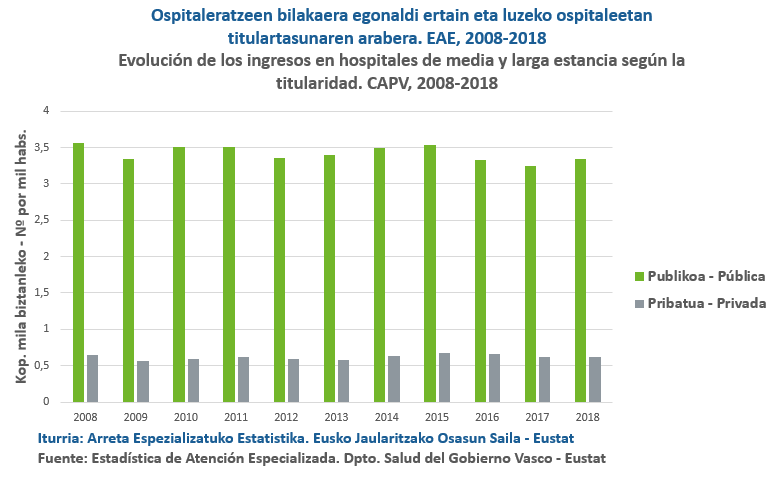 Ospitaleratzeen bilakaera egonaldi ertain eta luzeko ospitaleetan
titulartasunaren arabera. EAE, 2008-2018
Evolución de los ingresos en hospitales de media y larga estancia según la
titularidad. CAPV, 2008-2018
Kop. mila biztanleko - Nº por mil habs.
4
3,5
3
2,5
2
1,5
1
0,5
0
2008 2009 2010 2011 2012 2013 2014 2015 2016 2017 2018
Publikoa - Pública
Pribatua - Privada
Iturria: Arreta Espezializatuko Estatistika. Eusko Jaularitzako Osasun Saila - Eustat
Fuente: Estadística de Atención Especializada. Dpto. Salud del Gobierno Vasco - Eustat